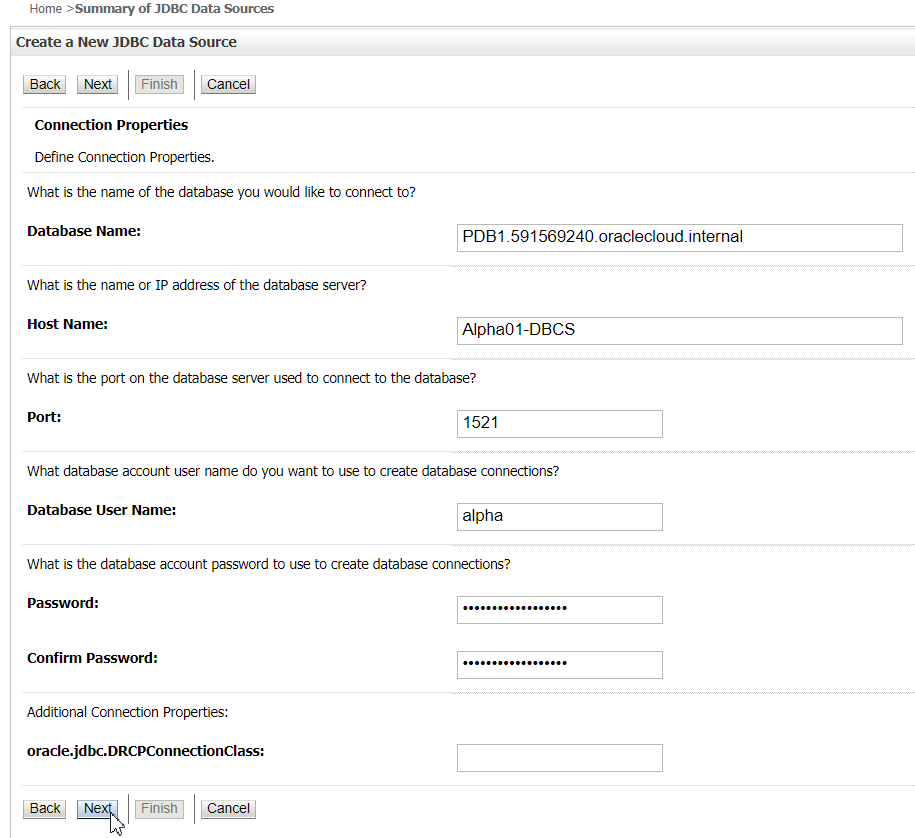 Home >Summary of JDBC Data Sources
Create a New JDBC Data Source
Back Next Finish Cancel
Connection Properties
Define Connection Properties.
What is the name of the database you would like to connect to?
Database Name: PDB1.591569240.oraclecloud.internal
What is the name or IP address of the database server?
Host Name: Alpha01-DBCS
What is the port on the database server used to connect to the database?
Port: 1521
What database account user name do you want to use to create database connections?
Database User Name: alpha
What is the database account password to use to create database connections?
Password: ••••••••••••••••••
Confirm Password: ••••••••••••••••••
Additional Connection Properties:
oracle.jdbc.DRCPConnectionClass:
Back Next Finish Cancel